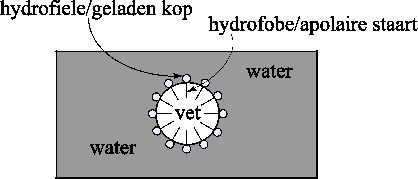 hydrofiele/geladen kop
hydrofobe/apolaire staart
water
vet
water